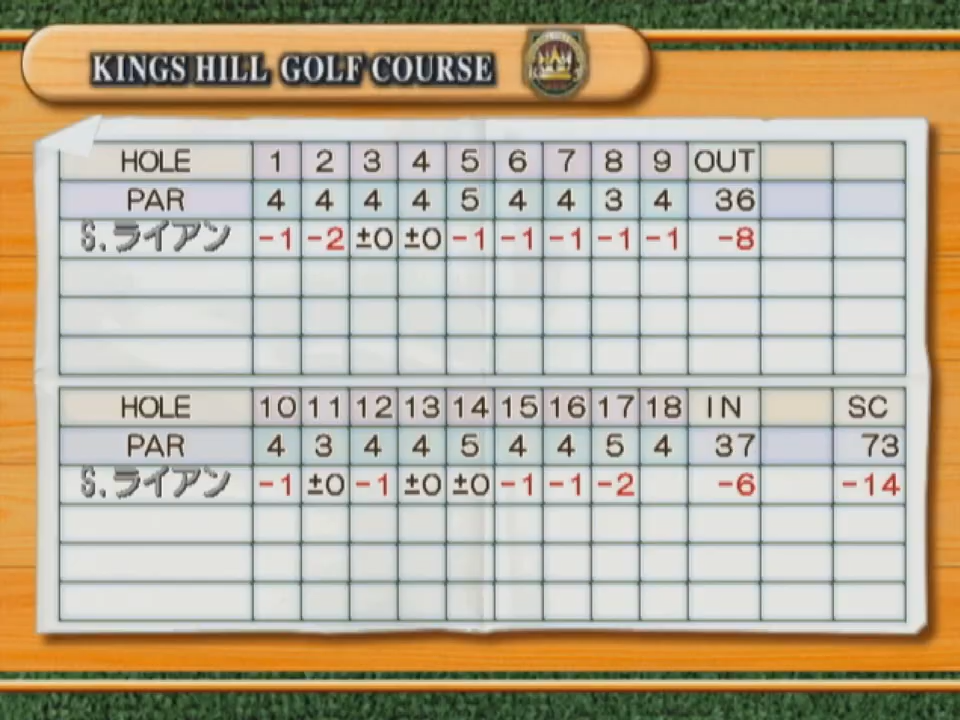 KINGS HILL GOLF COURSE
HOLE 1 2 3 4 5 6 7 8 9 OUT
PAR 4 4 4 4 5 4 4 3 4 36
S.ライアン -1 -2 ±0 ±0 -1 -1 -1 -1 -1 -8
HOLE 10 11 12 13 14 15 16 17 18 IN SC
PAR 4 3 4 4 5 4 4 5 4 37 73
S.ライアン -1 ±0 -1 ±0 ±0 -1 -1 -2 -6 -14